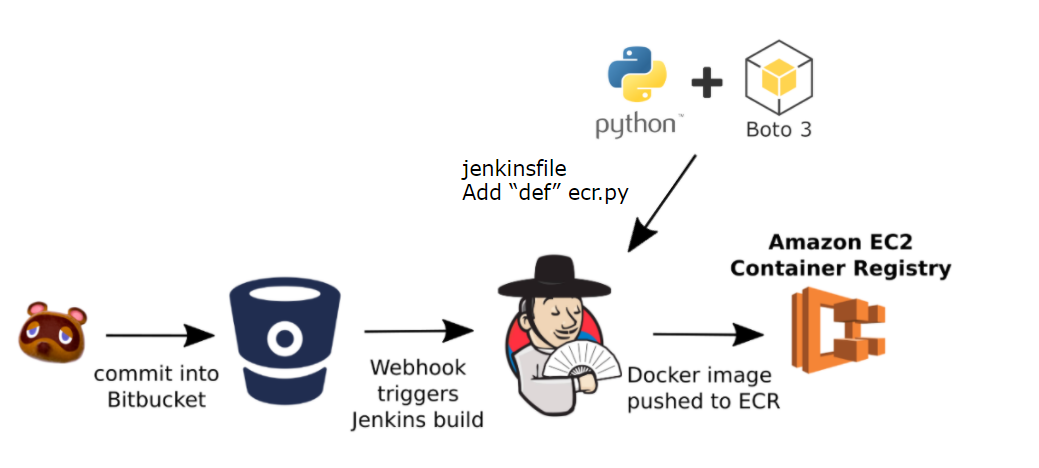 python™
Boto 3
jenkinsfile
Add “def” ecr.py
Amazon EC2
Container Registry
commit into
Bitbucket
Webhook
triggers
Jenkins build
Docker image
pushed to ECR